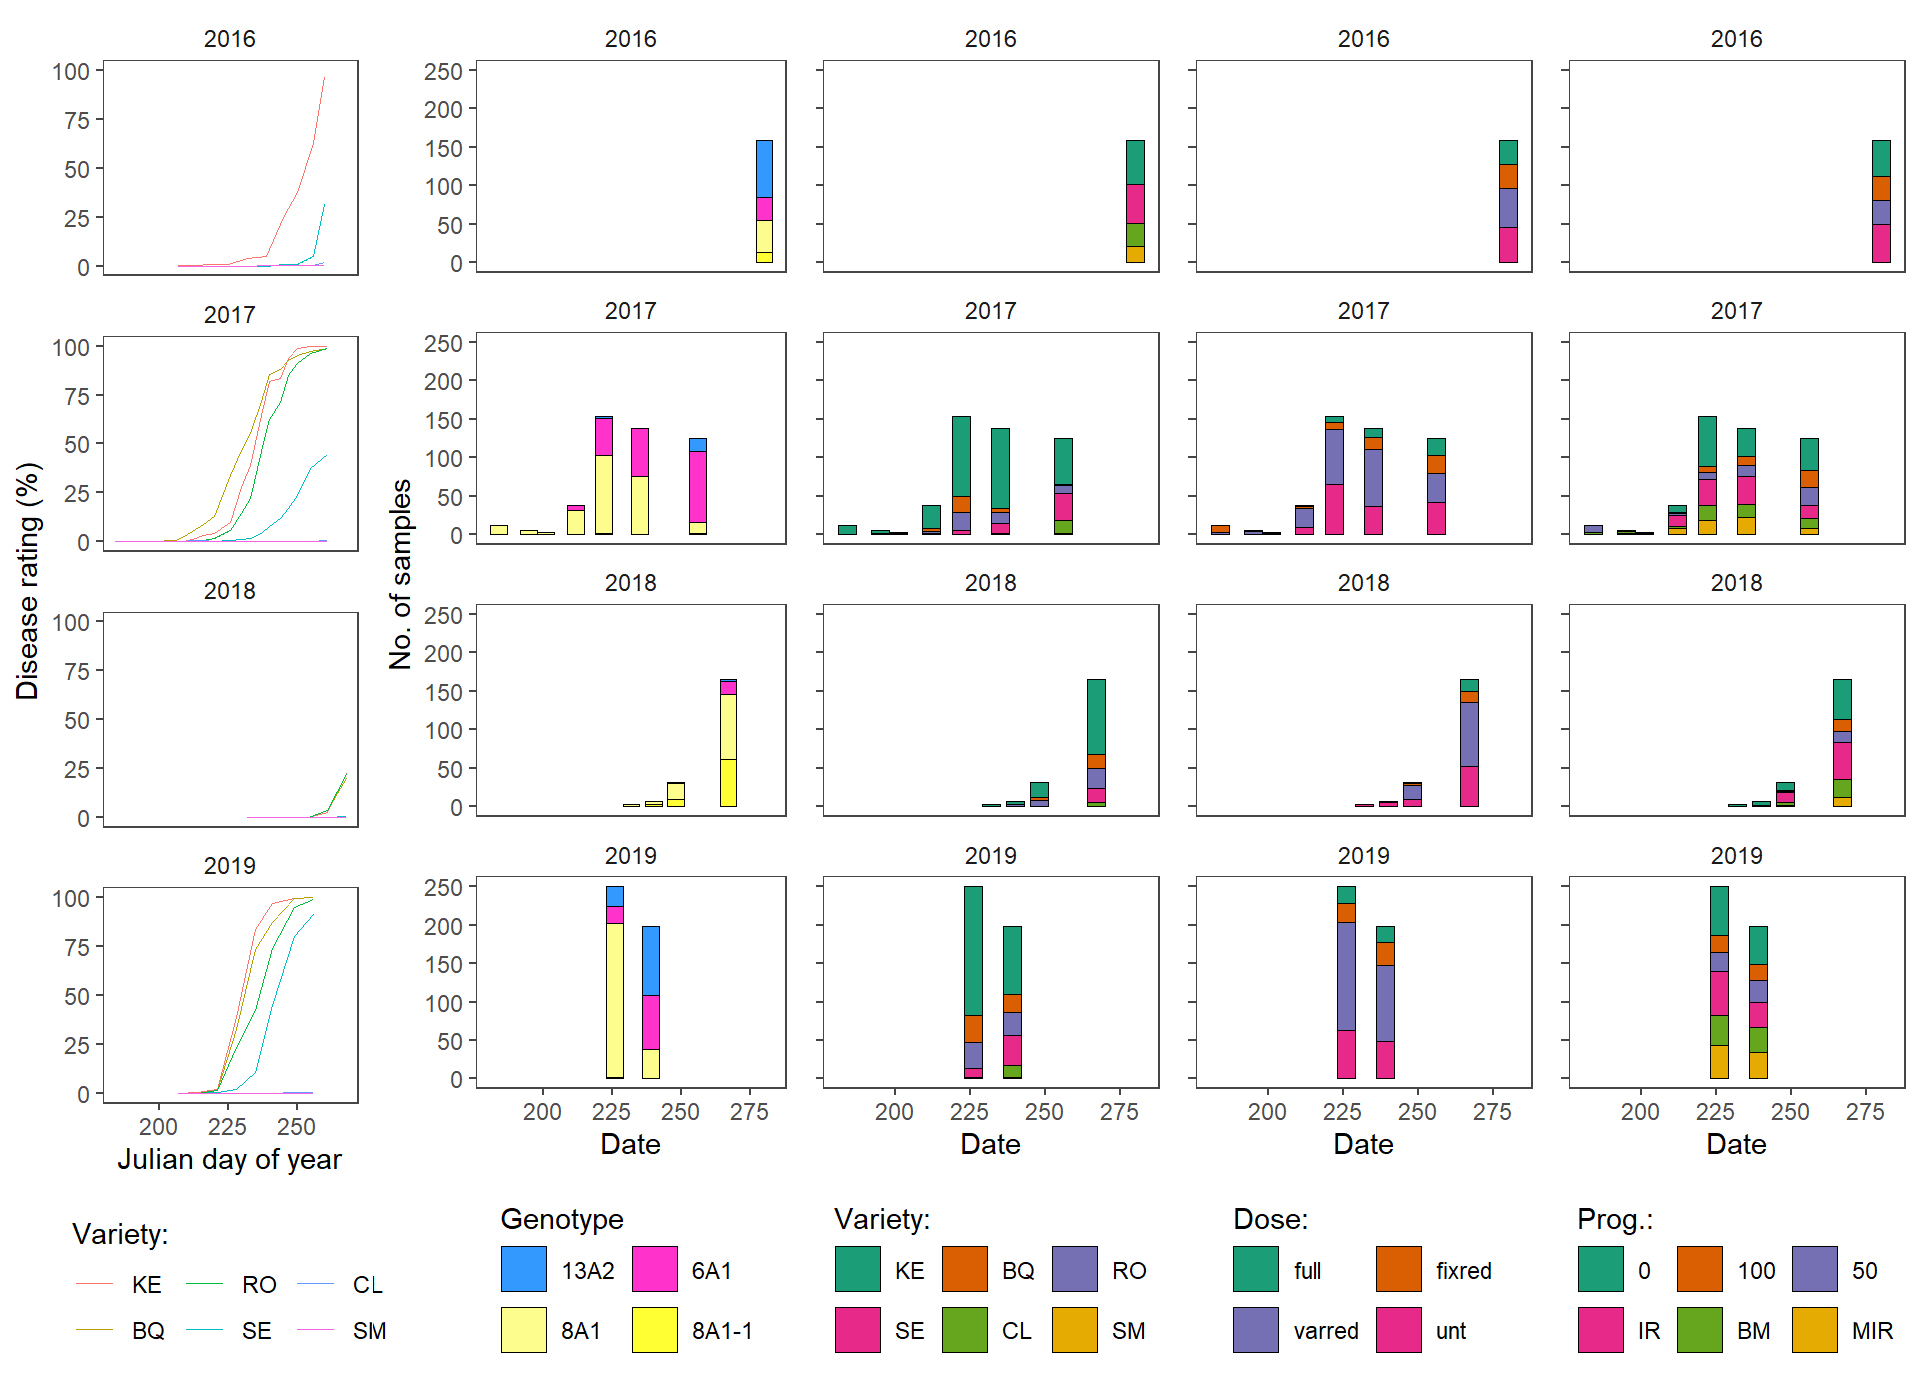 2016 2016 2016 2016 2016
100 75 50 25 0
250 200 150 100 50 0
2017 2017 2017 2017 2017
100 75 50 25 0
250 200 150 100 50 0
2018 2018 2018 2018 2018
100 75 50 25 0
250 200 150 100 50 0
2019 2019 2019 2019 2019
100 75 50 25 0
250 200 150 100 50 0
Disease rating (%)
No. of samples
200 225 250
200 225 250 275
200 225 250 275
200 225 250 275
200 225 250 275
Julian day of year
Date Date Date Date
Variety:
KE RO CL
BQ SE SM
Genotype
13A2 6A1
8A1 8A1-1
Variety:
KE BQ RO
SE CL SM
Dose:
full fixred
varred unt
Prog.:
0 100 50
IR BM MIR